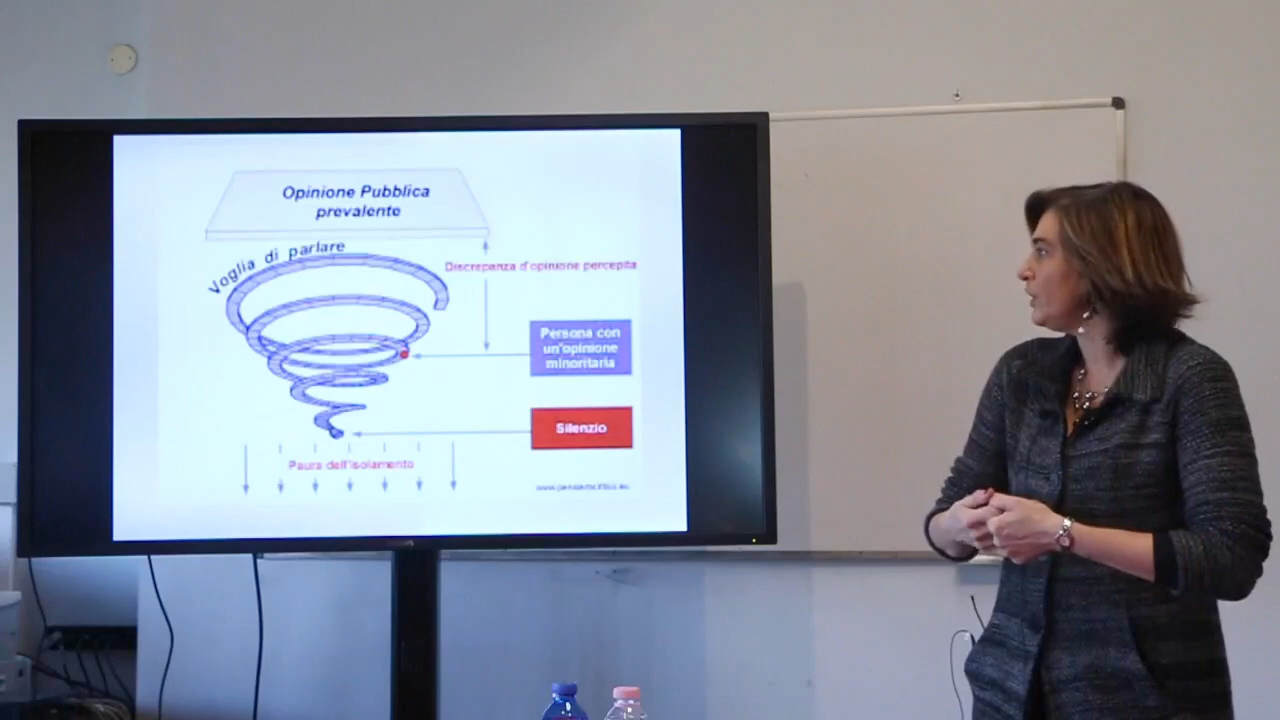 Opinione Pubblica
prevalente
Voglia di parlare
Discrepanza d'opinione percepita
Persona con
un'opinione
minoritaria
Silenzio
Paura dell'isolamento